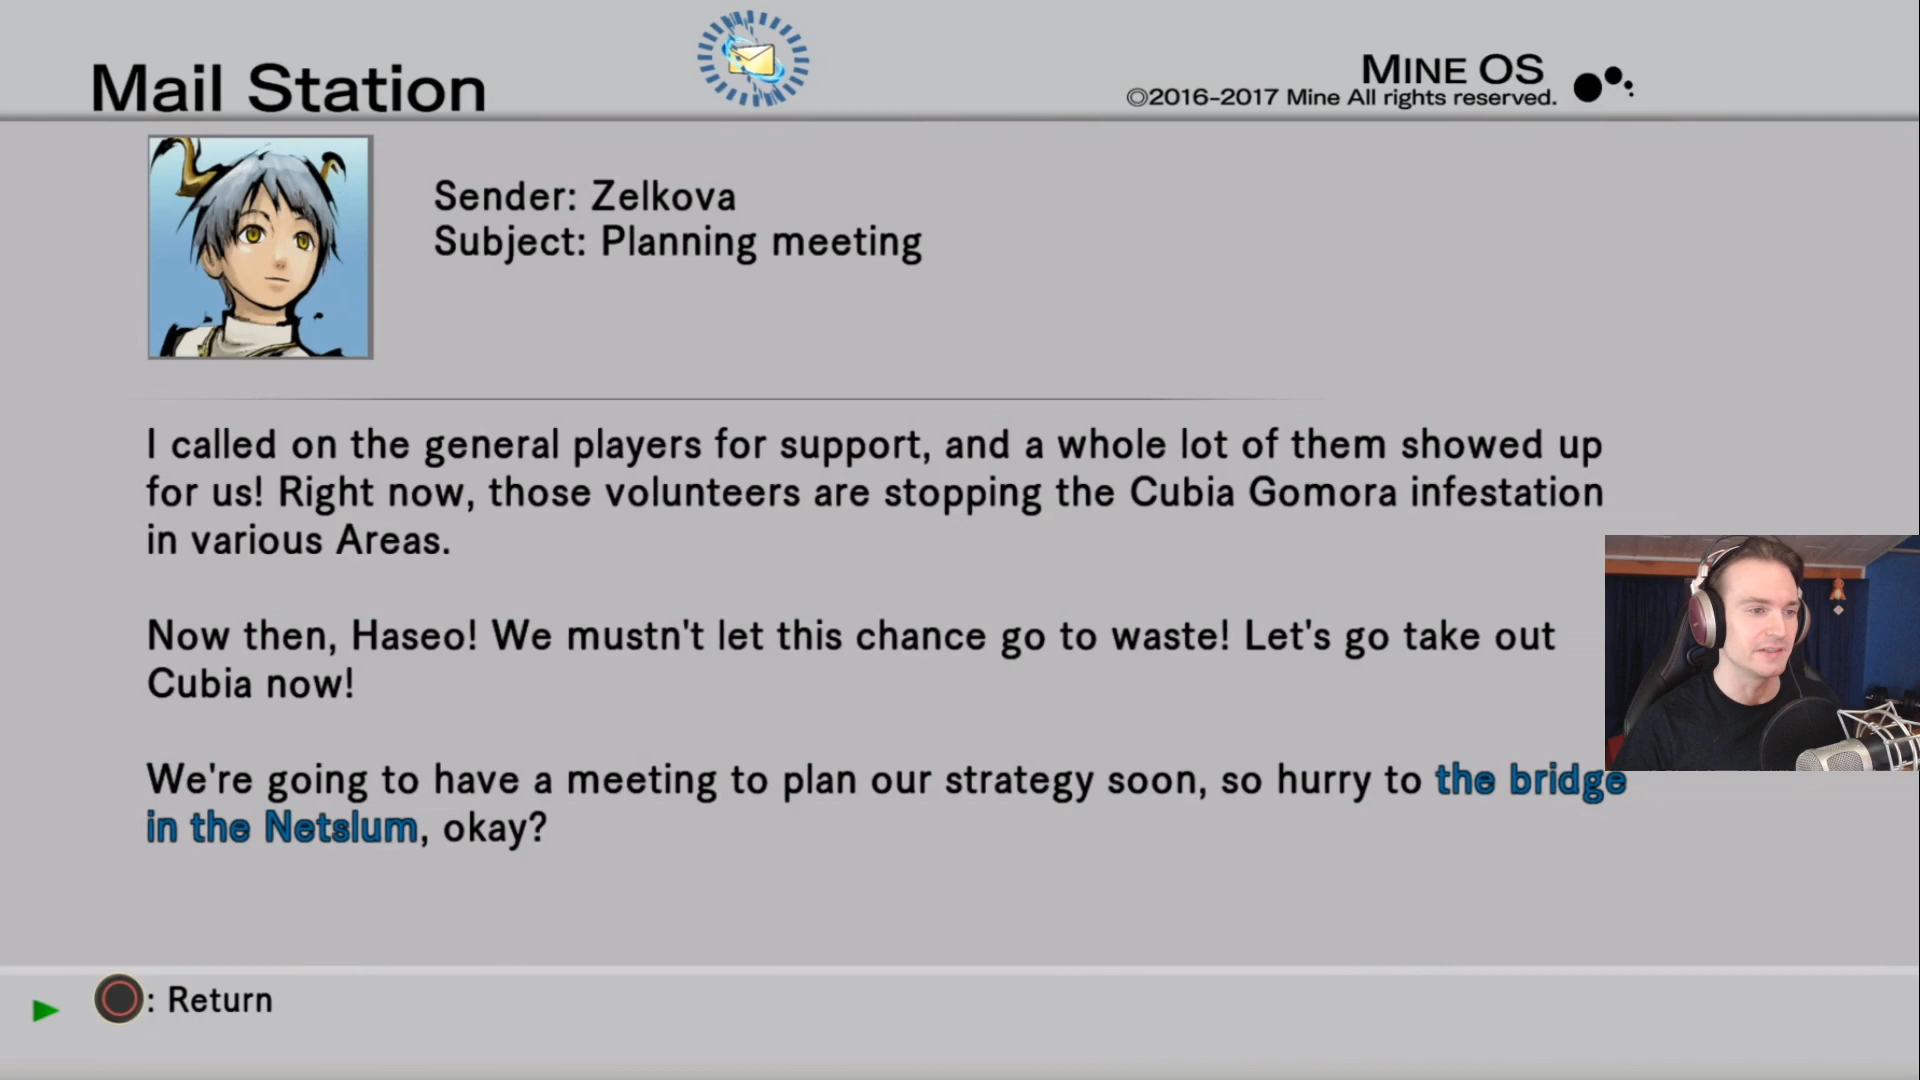 Mail Station
MINE OS
©2016-2017 Mine All rights reserved.
Sender: Zelkova
Subject: Planning meeting
I called on the general players for support, and a whole lot of them showed up
for us! Right now, those volunteers are stopping the Cubia Gomora infestation
in various Areas.
Now then, Haseo! We mustn't let this chance go to waste! Let's go take out
Cubia now!
We're going to have a meeting to plan our strategy soon, so hurry to the bridge
in the Netslum, okay?
: Return